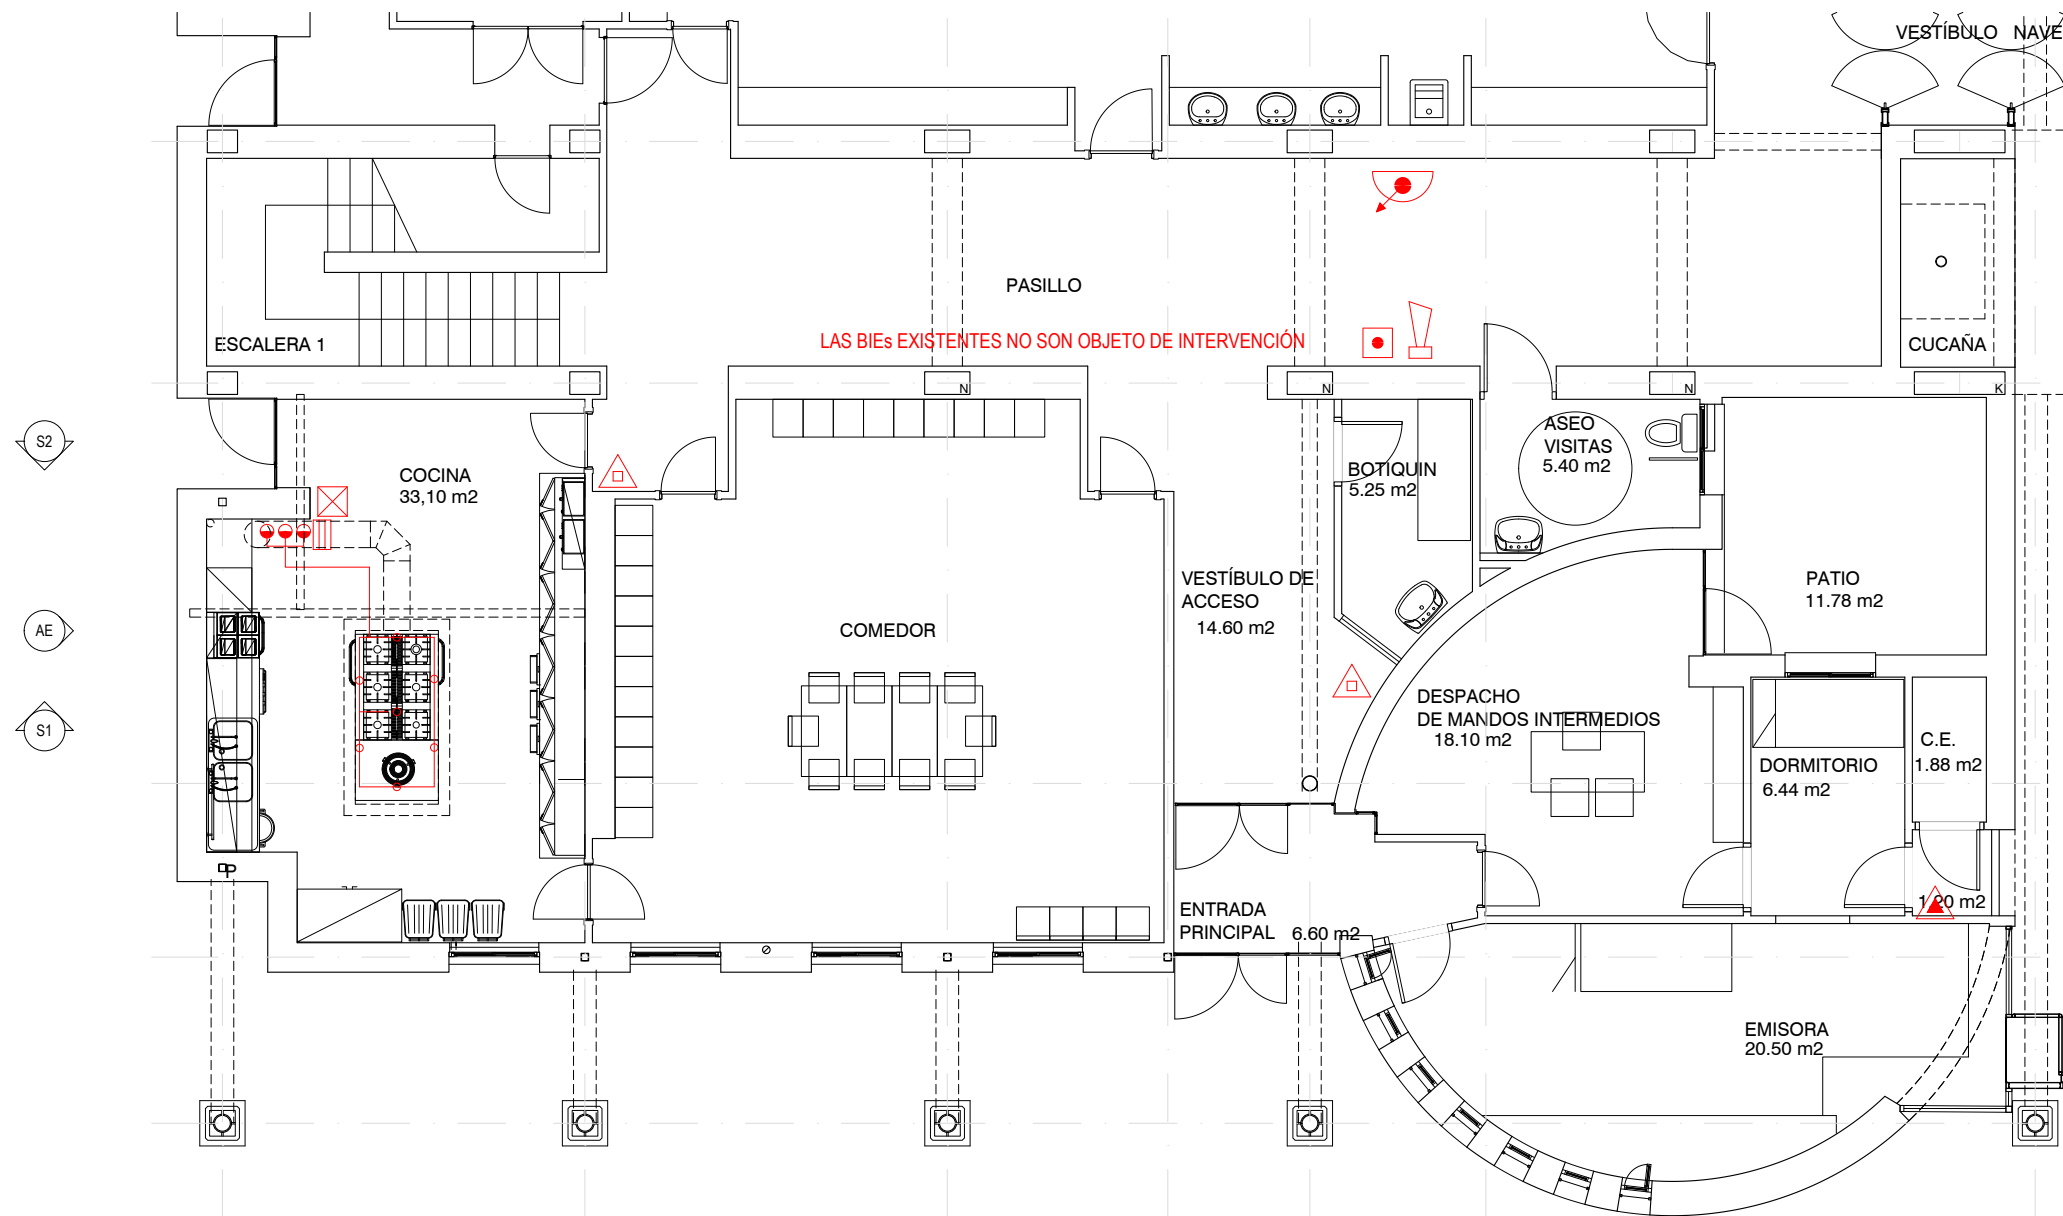 VESTÍBULO NAVE
PASILLO
ESCALERA 1
LAS BIEs EXISTENTES NO SON OBJETO DE INTERVENCIÓN
CUCAÑA
N
N
N
K
S2
COCINA
33,10 m2
ASEO
VISITAS
5.40 m2
BOTIQUIN
5.25 m2
VESTÍBULO DE
ACCESO
14.60 m2
PATIO
11.78 m2
AE
COMEDOR
S1
DESPACHO
DE MANDOS INTERMEDIOS
18.10 m2
C.E.
1.88 m2
DORMITORIO
6.44 m2
ENTRADA
PRINCIPAL 6.60 m2
EMISORA
20.50 m2